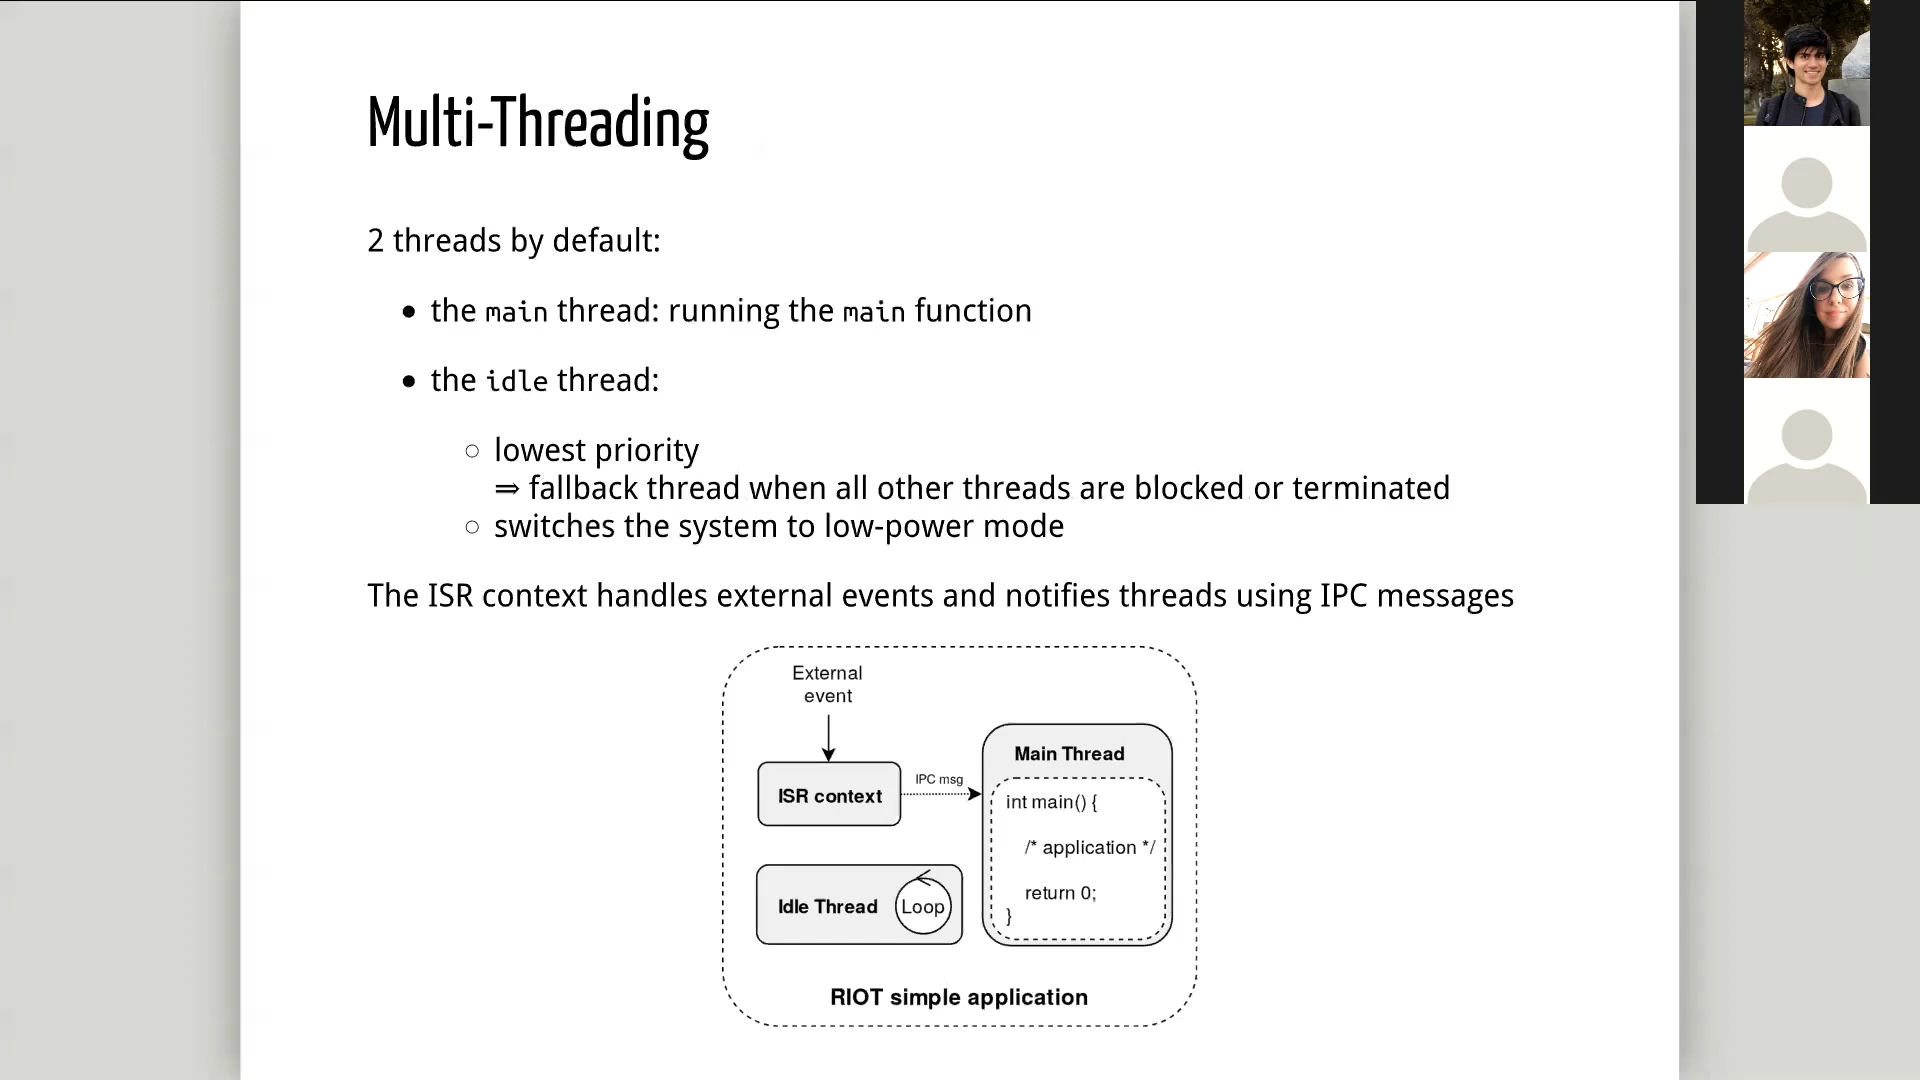 Multi-Threading
2 threads by default:
• the main thread: running the main function
• the idle thread:
○ lowest priority
⇒ fallback thread when all other threads are blocked or terminated
○ switches the system to low-power mode
The ISR context handles external events and notifies threads using IPC messages
External
event
ISR context
IPC msg
Main Thread
int main() {
/* application */
return 0;
}
Idle Thread
Loop
RIOT simple application